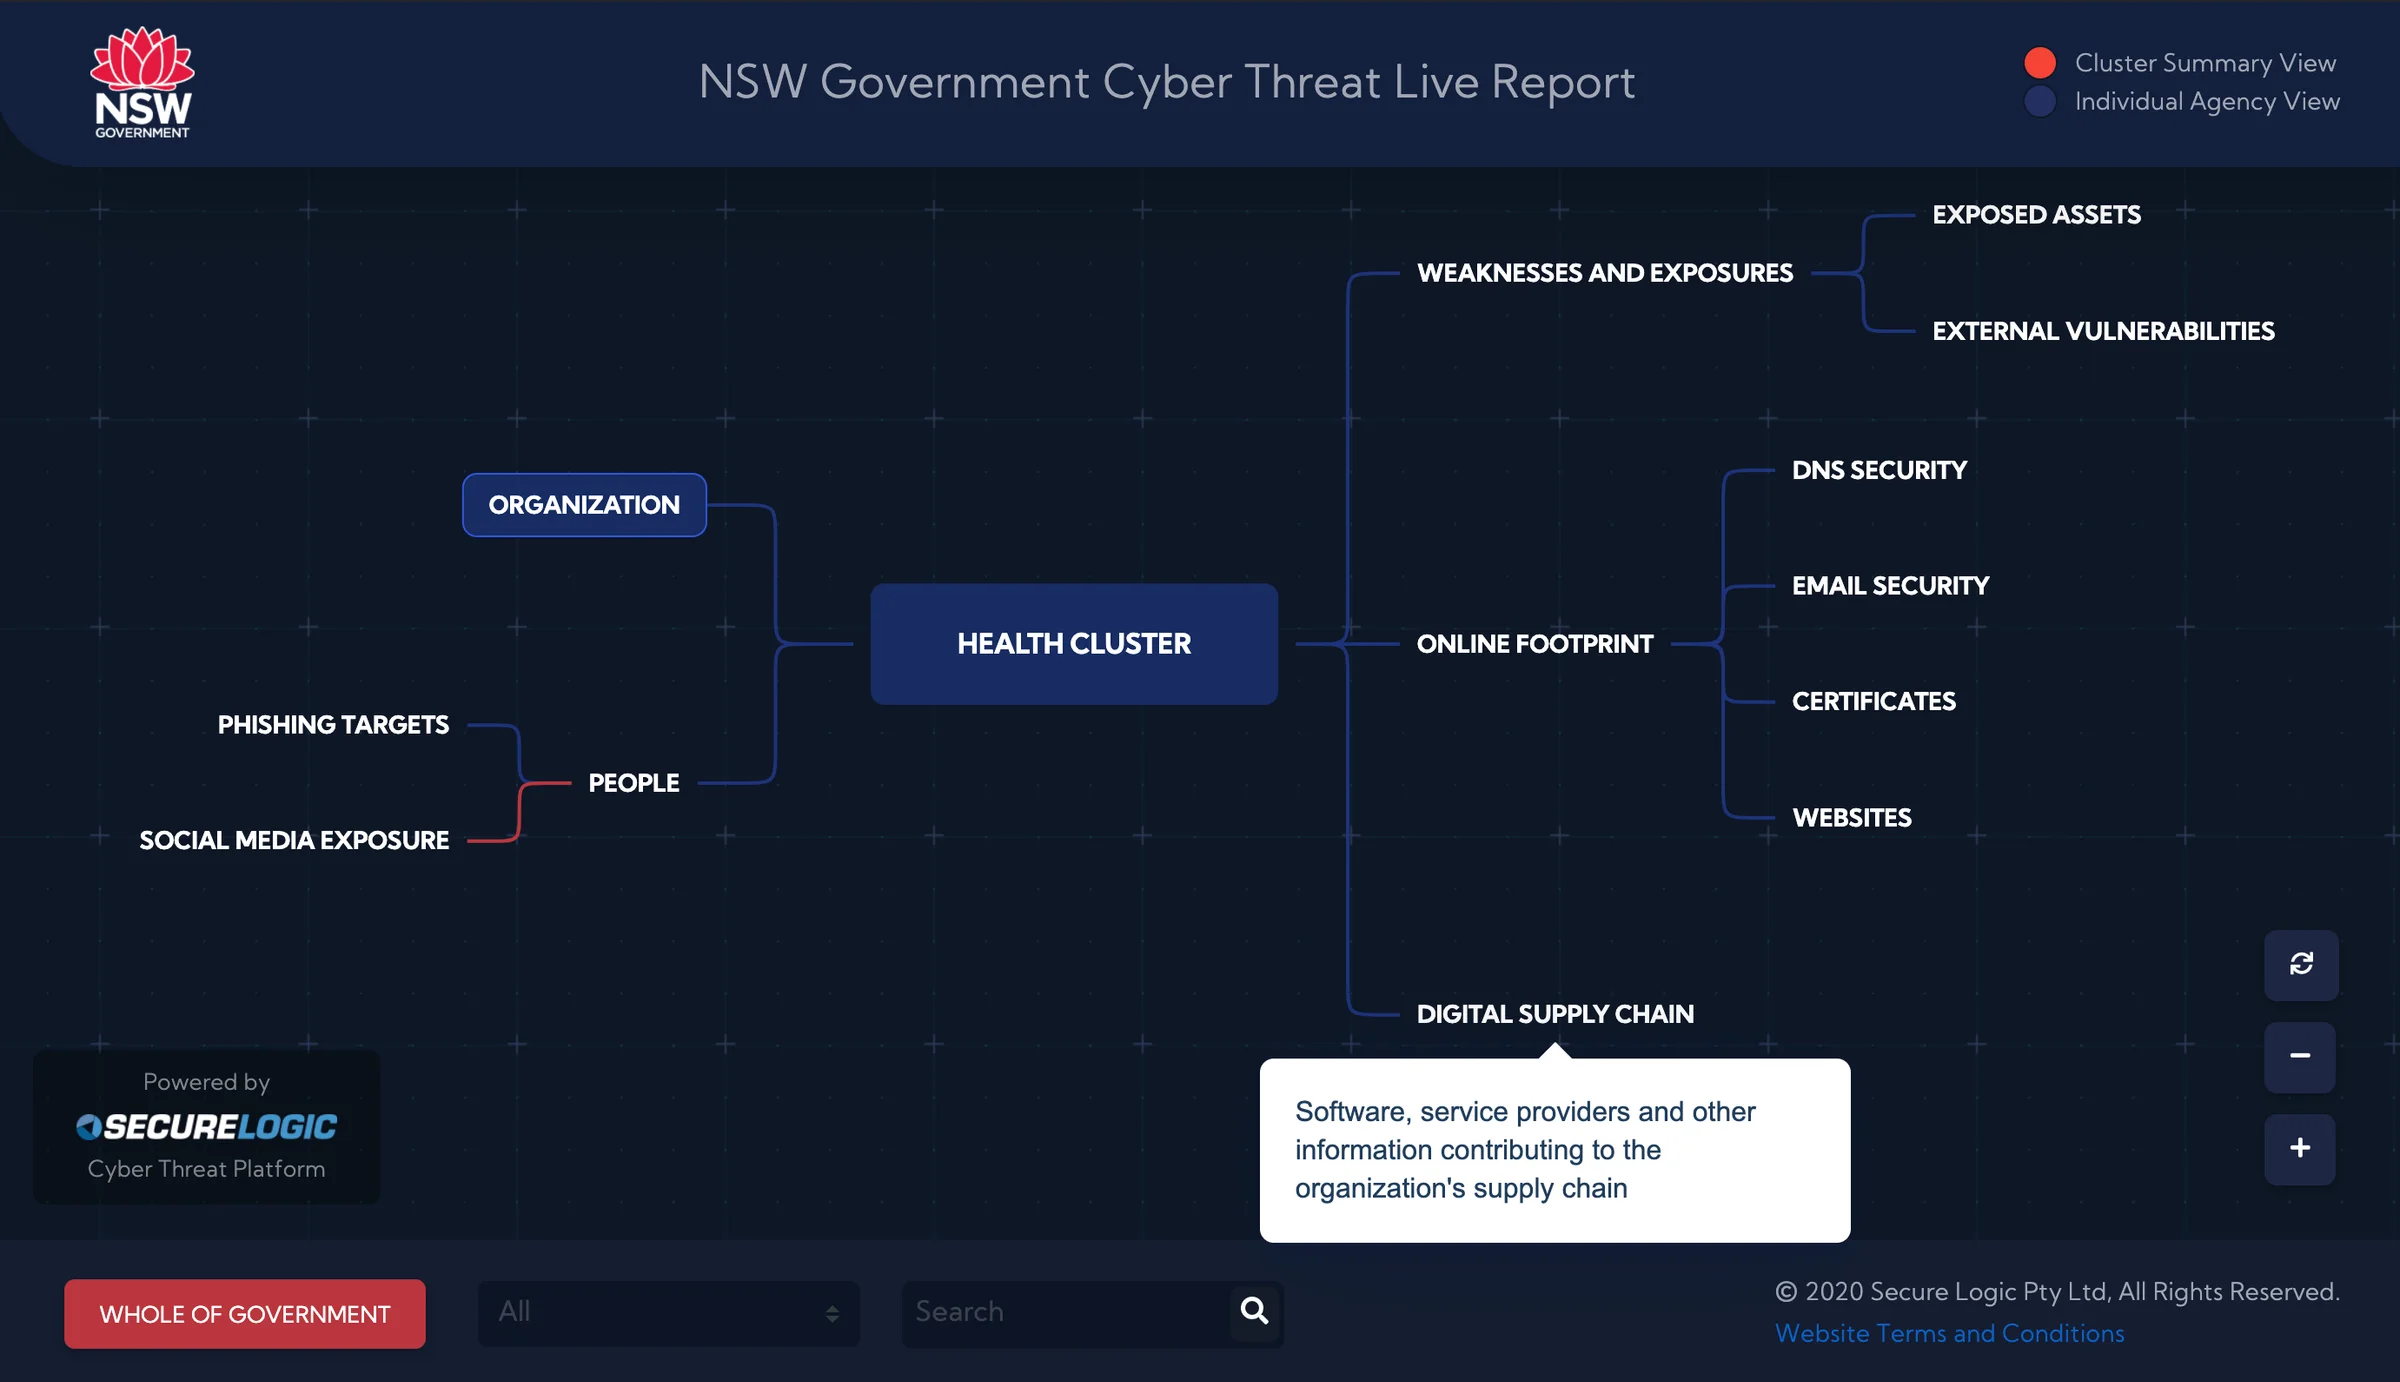 NSW
GOVERNMENT
NSW Government Cyber Threat Live Report
Cluster Summary View
Individual Agency View
EXPOSED ASSETS
WEAKNESSES AND EXPOSURES
EXTERNAL VULNERABILITIES
DNS SECURITY
ORGANIZATION
EMAIL SECURITY
HEALTH CLUSTER
ONLINE FOOTPRINT
CERTIFICATES
PHISHING TARGETS
PEOPLE
WEBSITES
SOCIAL MEDIA EXPOSURE
DIGITAL SUPPLY CHAIN
Software, service providers and other
information contributing to the
organization's supply chain
Powered by
SECURELOGIC
Cyber Threat Platform
WHOLE OF GOVERNMENT
All
Search
© 2020 Secure Logic Pty Ltd, All Rights Reserved.
Website Terms and Conditions